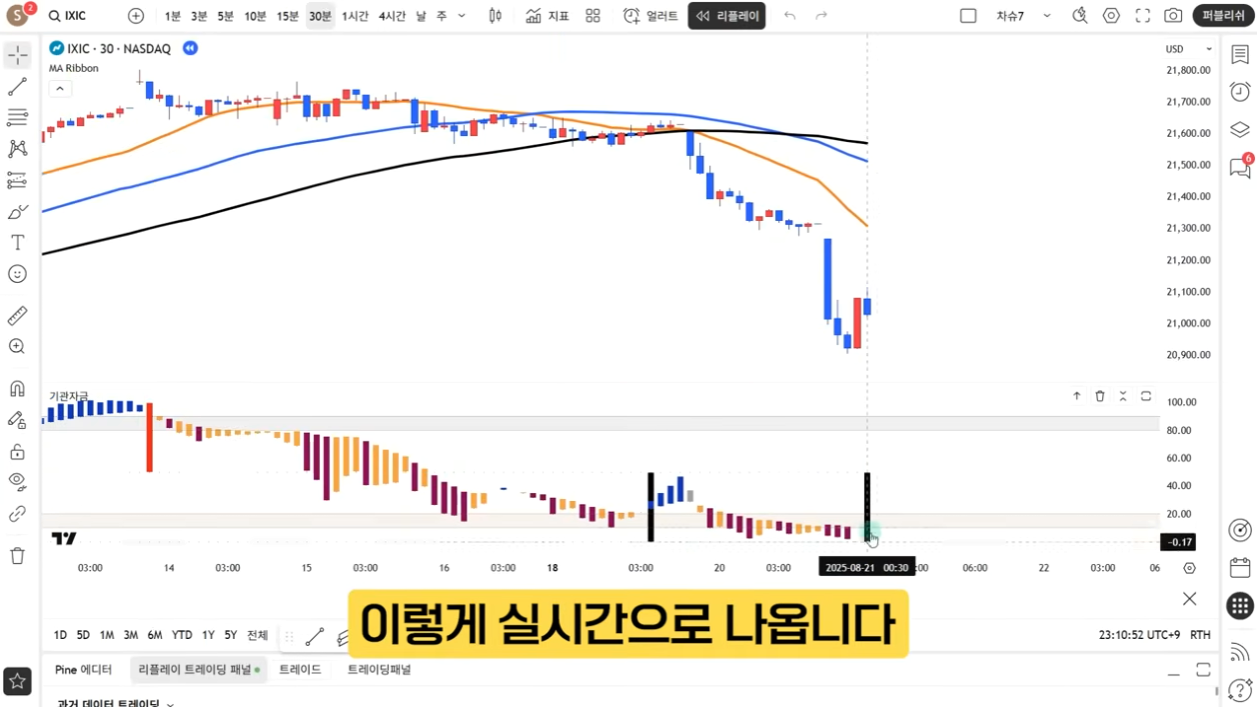 S 2 IXIC 1분 3분 5분 10분 15분 30분 1시간 4시간 날 주 지표 얼러트 리플레이 차슈7 퍼블리쉬
IXIC · 30 · NASDAQ
USD
MA Ribbon
21,800.00
21,700.00
21,600.00
21,500.00
21,400.00
21,300.00
21,200.00
21,100.00
21,000.00
20,900.00
6
기관자금
100.00
80.00
60.00
40.00
20.00
-0.17
03:00 14 03:00 15 03:00 16 03:00 18 03:00 20 03:00 2025-08-21 00:30 :00 06:00 22 03:00 06
이렇게 실시간으로 나옵니다
1D 5D 1M 3M 6M YTD 1Y 5Y 전체 23:10:52 UTC+9 RTH
Pine 에디터 리플레이 트레이딩 패널 트레이드 트레이딩패널
과거 데이터 트레이딩